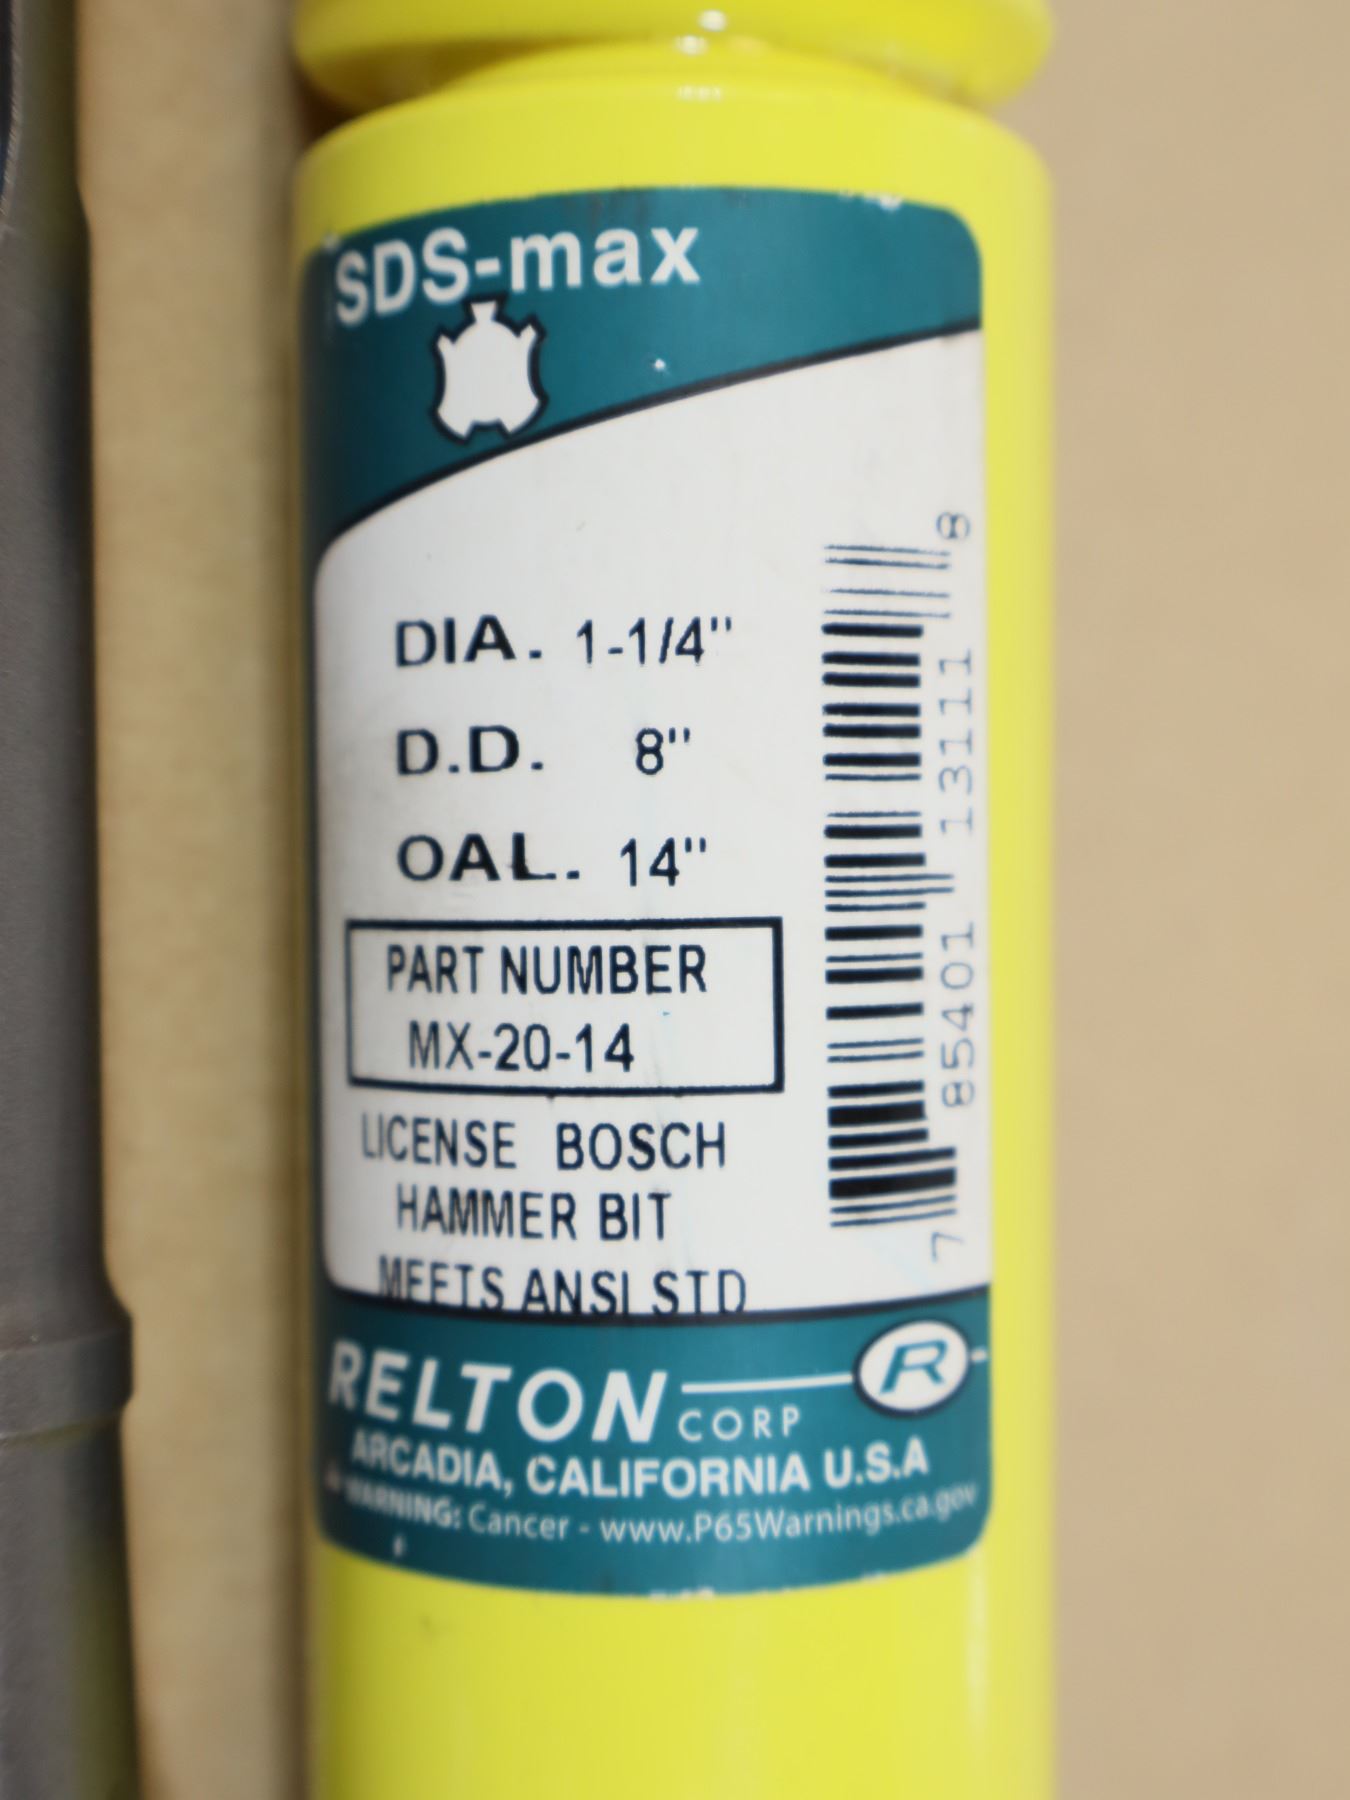 SDS-max
DIA. 1-1/4"
D.D. 8"
OAL. 14"
PART NUMBER
MX-20-14
LICENSE BOSCH
HAMMER BIT
MEETS ANSI STD
7 85401 13111 8
RELTON CORP R
ARCADIA, CALIFORNIA U.S.A
WARNING: Cancer - www.P65Warnings.ca.gov